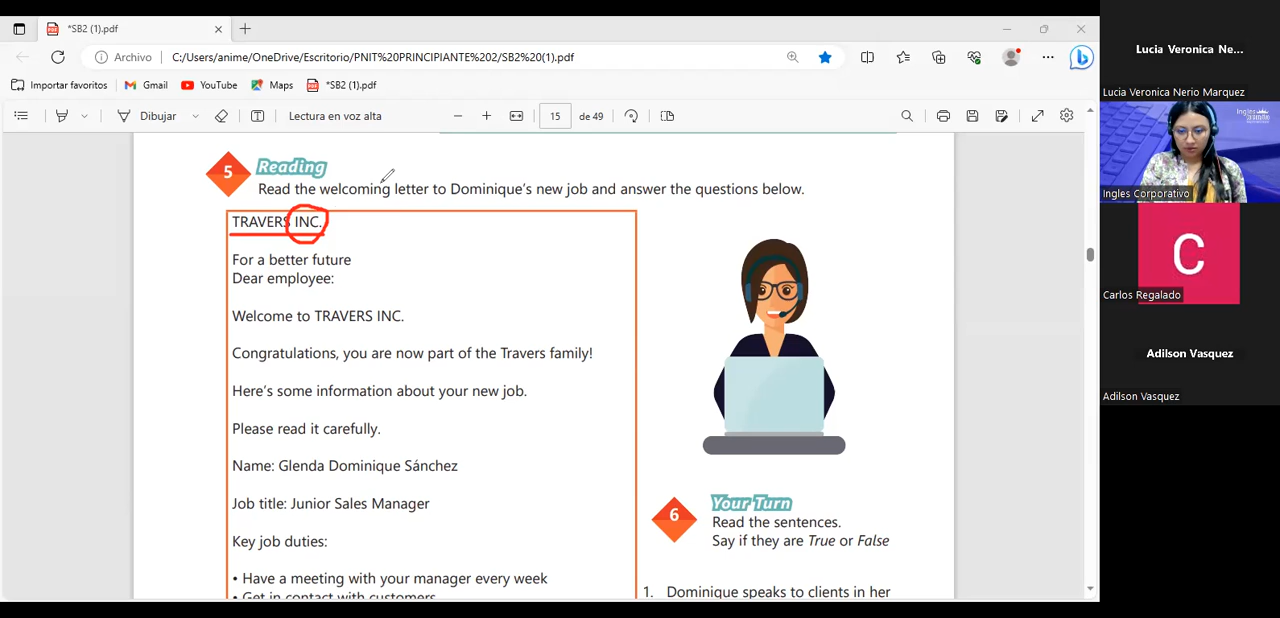 *SB2 (1).pdf
Archivo
C:/Users/anime/OneDrive/Escritorio/PNIT%20PRINCIPIANTE%202/SB2%20(1).pdf
Importar favoritos
Gmail
YouTube
Maps
*SB2 (1).pdf
Dibujar
Lectura en voz alta
15
de 49
5
Reading
Read the welcoming letter to Dominique's new job and answer the questions below.
TRAVERS INC.
For a better future
Dear employee:
Welcome to TRAVERS INC.
Congratulations, you are now part of the Travers family!
Here's some information about your new job.
Please read it carefully.
Name: Glenda Dominique Sánchez
Job title: Junior Sales Manager
Key job duties:
• Have a meeting with your manager every week
• Get in contact with customers
6
Your Turn
Read the sentences.
Say if they are True or False
1. Dominique speaks to clients in her
Lucia Veronica Ne...
Lucia Veronica Nerio Marquez
Ingles
Ingles Corporativo
C
Carlos Regalado
Adilson Vasquez
Adilson Vasquez